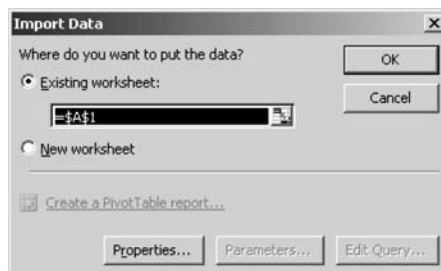 Import Data
Where do you want to put the data?
Existing worksheet:
=$A$1
New worksheet
Create a PivotTable report...
OK
Cancel
Properties... Parameters... Edit Query...